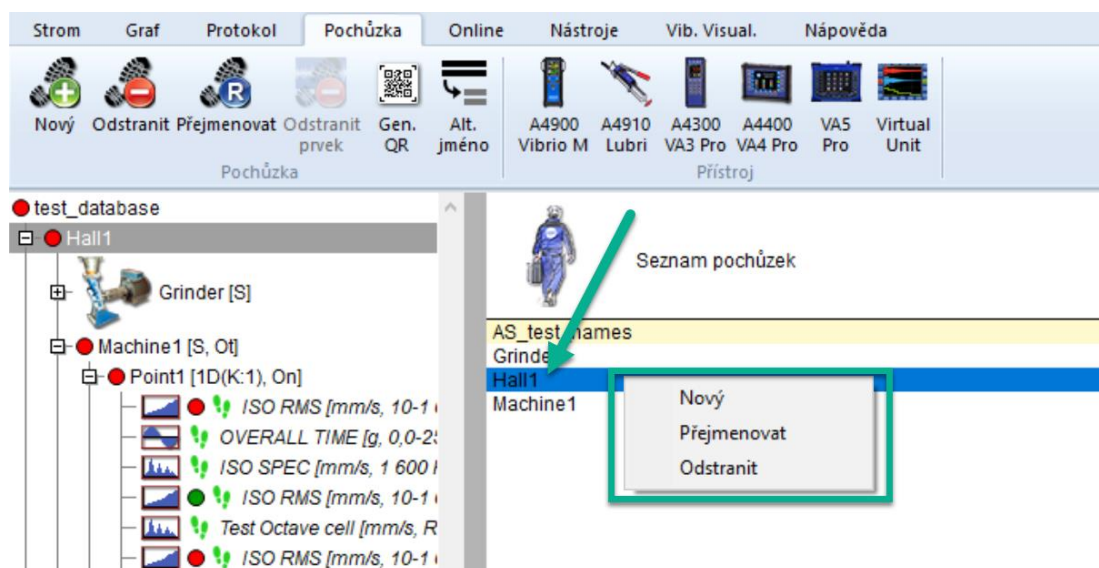 Strom Graf Protokol Pochůzka Online Nástroje Vib. Visual. Nápověda
Nový Odstranit Přejmenovat Odstranit prvek Gen. QR Alt. jméno A4900 Vibrio M A4910 Lubri A4300 VA3 Pro A4400 VA4 Pro VA5 Pro Virtual Unit
Pochůzka Přístroj
test_database
Hall1
Grinder [S]
Machine1 [S, Ot]
Point1 [1D(K:1), On]
ISO RMS [mm/s, 10-1
OVERALL TIME [g, 0,0-25
ISO SPEC [mm/s, 1 600
ISO RMS [mm/s, 10-1
Test Octave cell [mm/s, R
ISO RMS [mm/s, 10-1
Seznam pochůzek
AS_test names
Grinde
Hall1
Machine1
Nový
Přejmenovat
Odstranit